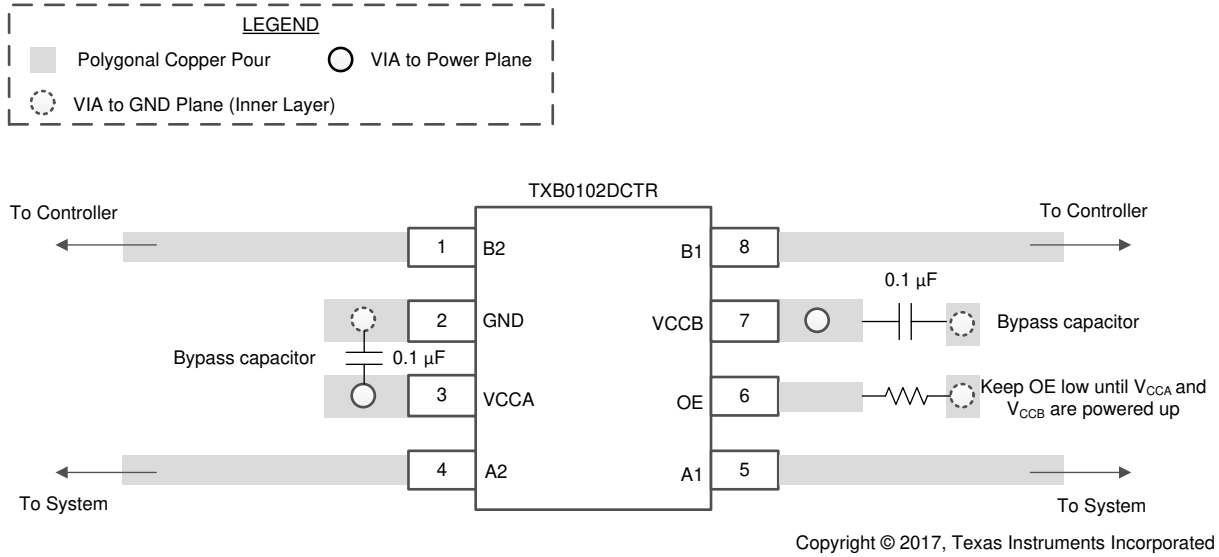 LEGEND
Polygonal Copper Pour
VIA to Power Plane
VIA to GND Plane (Inner Layer)
TXB0102DCTR
To Controller
To Controller
1
B2
B1
8
0.1 µF
2
GND
VCCB
7
Bypass capacitor
Bypass capacitor
0.1 µF
3
VCCA
OE
6
Keep OE low until VCCA and
VCCB are powered up
4
A2
A1
5
To System
To System
Copyright © 2017, Texas Instruments Incorporated